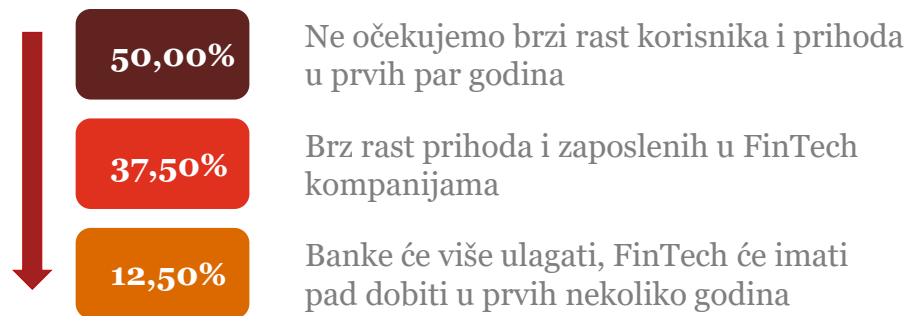 50,00%
Ne očekujemo brzi rast korisnika i prihoda
u prvih par godina
37,50%
Brz rast prihoda i zaposlenih u FinTech
kompanijama
12,50%
Banke će više ulagati, FinTech će imati
pad dobiti u prvih nekoliko godina